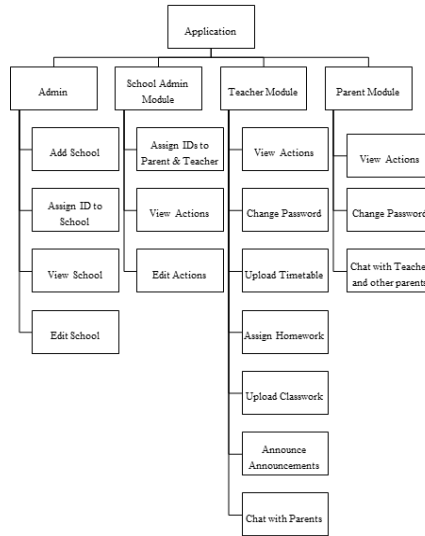 Application
Admin
School Admin
Module
Teacher Module
Parent Module
Add School
Assign ID to
School
View School
Edit School
Assign IDs to
Parent & Teacher
View Actions
Edit Actions
View Actions
Change Password
Upload Timetable
Assign Homework
Upload Classwork
Announce
Announcements
Chat with Parents
View Actions
Change Password
Chat with Teache
and other parents